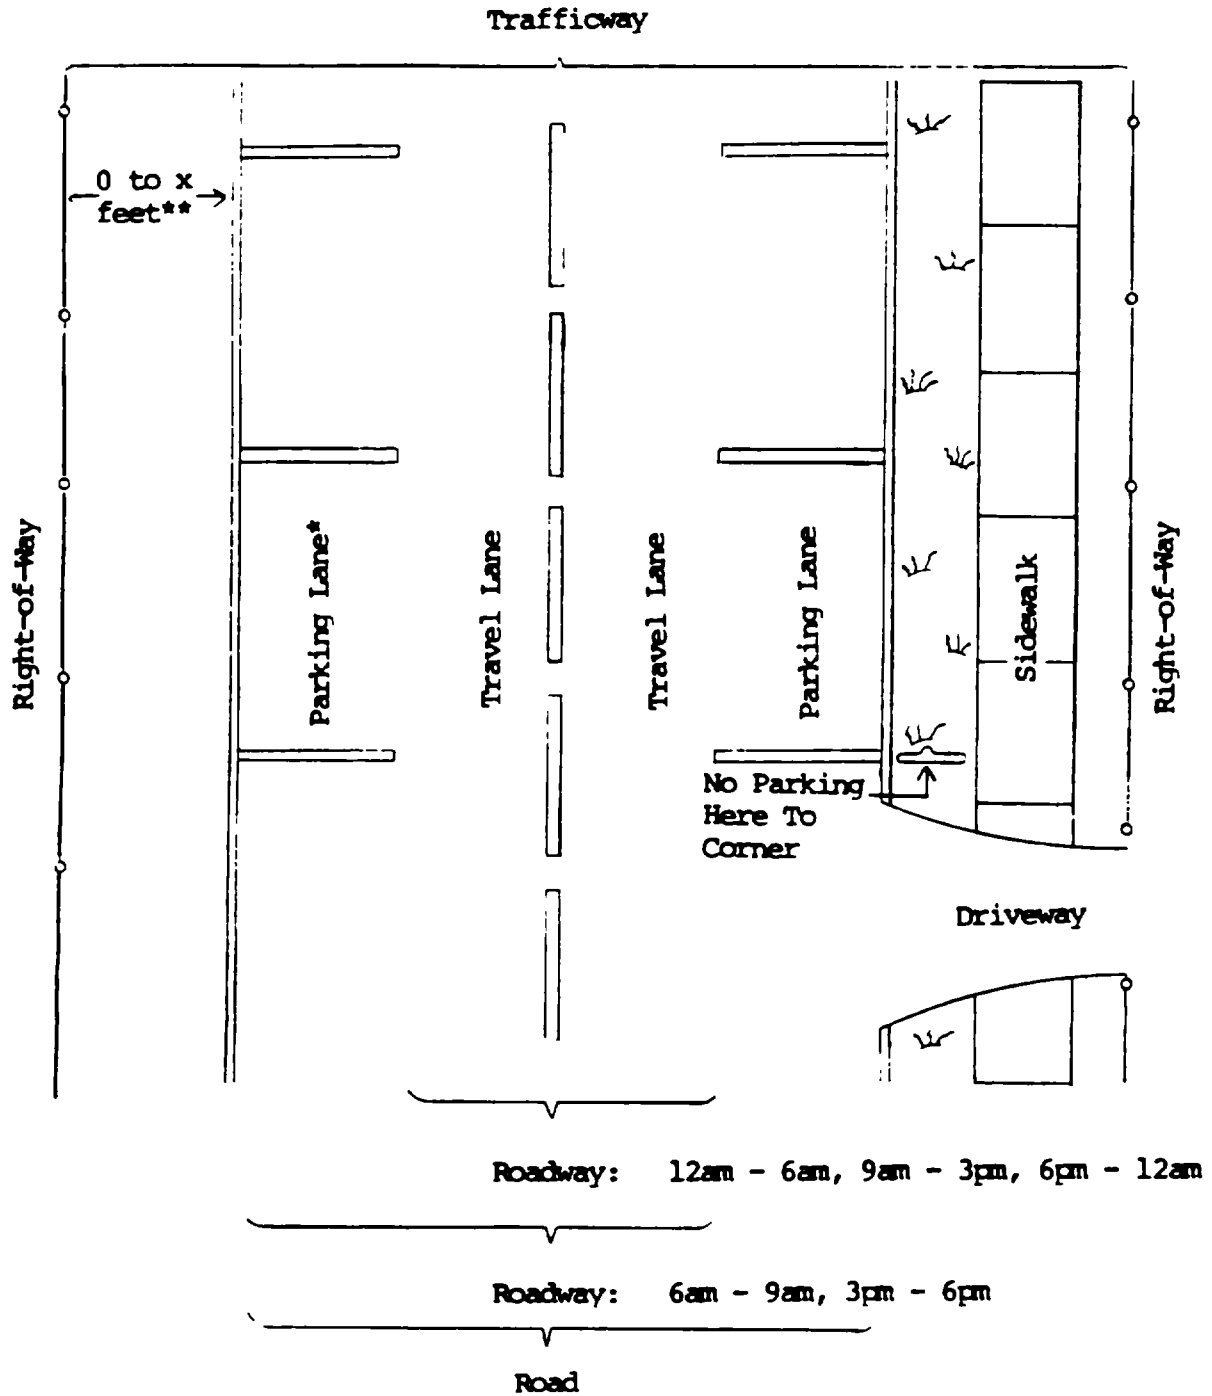 Trafficway
0 to x
feet**
Right-of-Way
Parking Lane*
Travel Lane
Travel Lane
Parking Lane
Sidewalk
Right-of-Way
No Parking
Here To
Corner
Driveway
Roadway: 12am - 6am, 9am - 3pm, 6pm - 12am
Roadway: 6am - 9am, 3pm - 6pm
Road